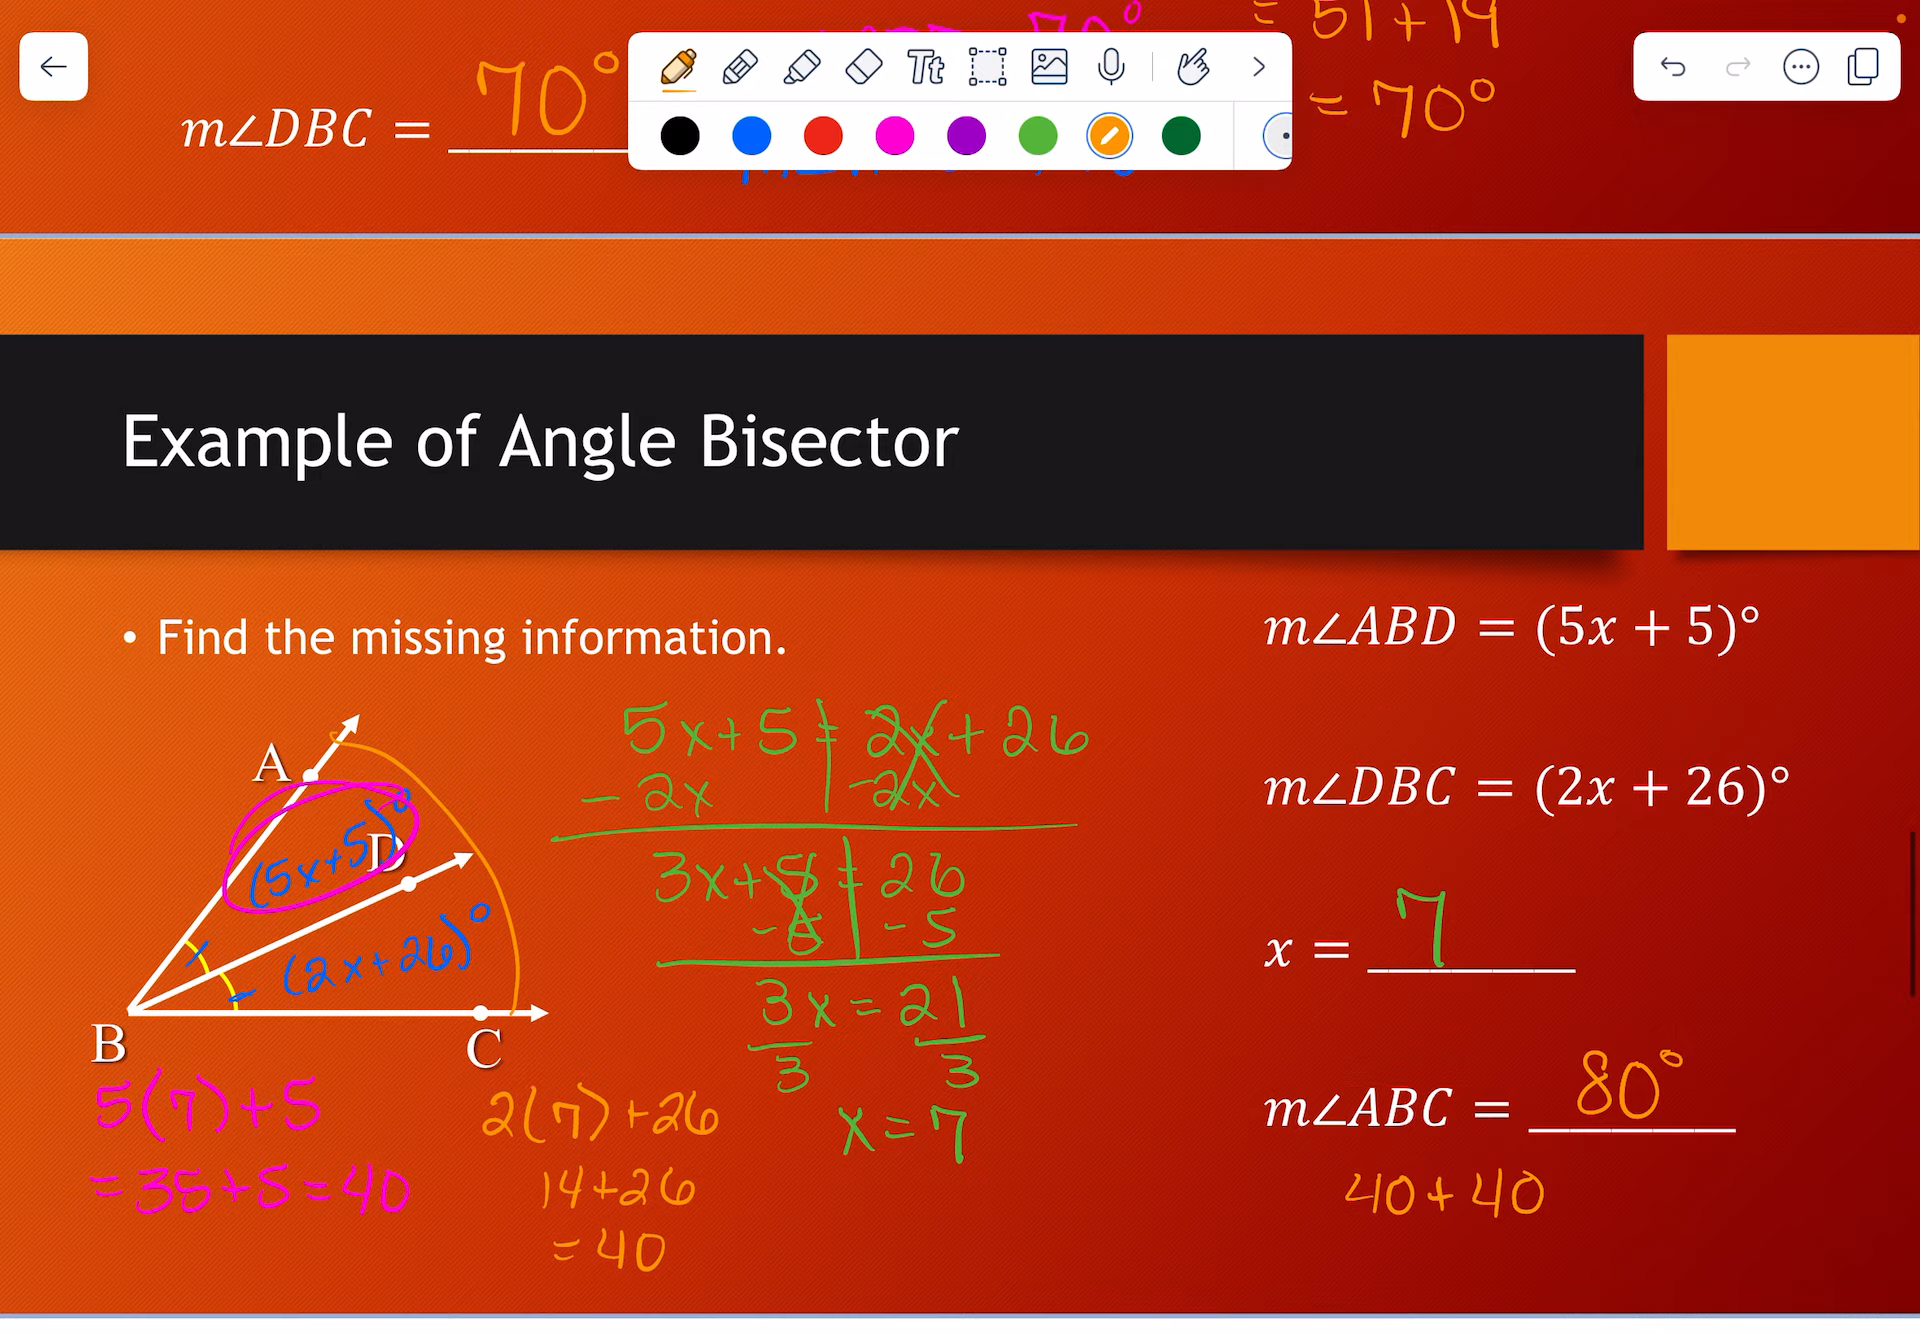 = 51 + 19
m∠DBC = 70°
= 70°
Tt
Example of Angle Bisector
• Find the missing information.
m∠ABD = (5x + 5)°
m∠DBC = (2x + 26)°
x = 7
m∠ABC = 80°
40 + 40
A
D
B
C
(5x+5)°
(2x+26)°
5x+5 = 2x+26
-2x -2x
3x+5 = 26
-5 -5
3x = 21
3 3
x = 7
5(7)+5
= 35+5 = 40
2(7)+26
14+26
= 40